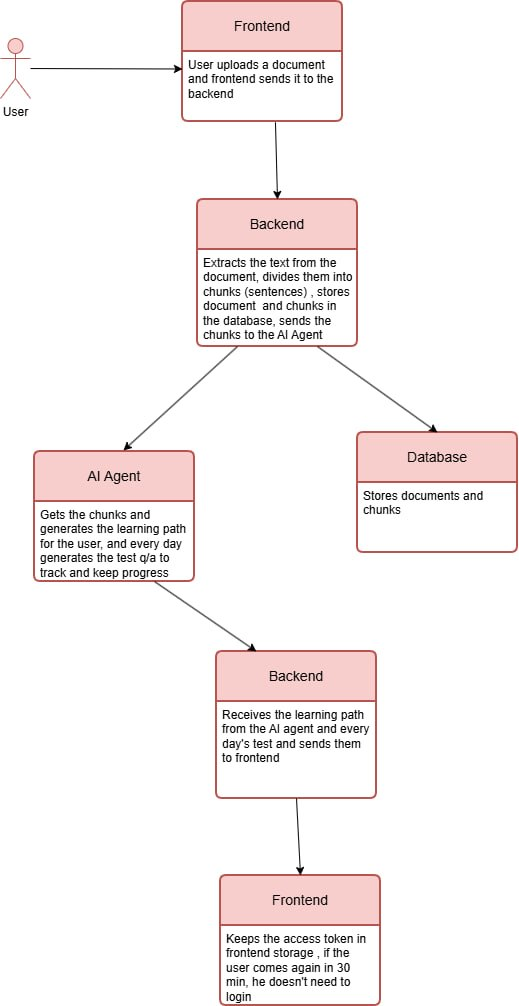 Frontend
User uploads a document
and frontend sends it to the
backend
User
Backend
Extracts the text from the
document, divides them into
chunks (sentences) , stores
document and chunks in
the database, sends the
chunks to the AI Agent
AI Agent
Gets the chunks and
generates the learning path
for the user, and every day
generates the test q/a to
track and keep progress
Database
Stores documents and
chunks
Backend
Receives the learning path
from the AI agent and every
day's test and sends them
to frontend
Frontend
Keeps the access token in
frontend storage , if the
user comes again in 30
min, he doesn't need to
login